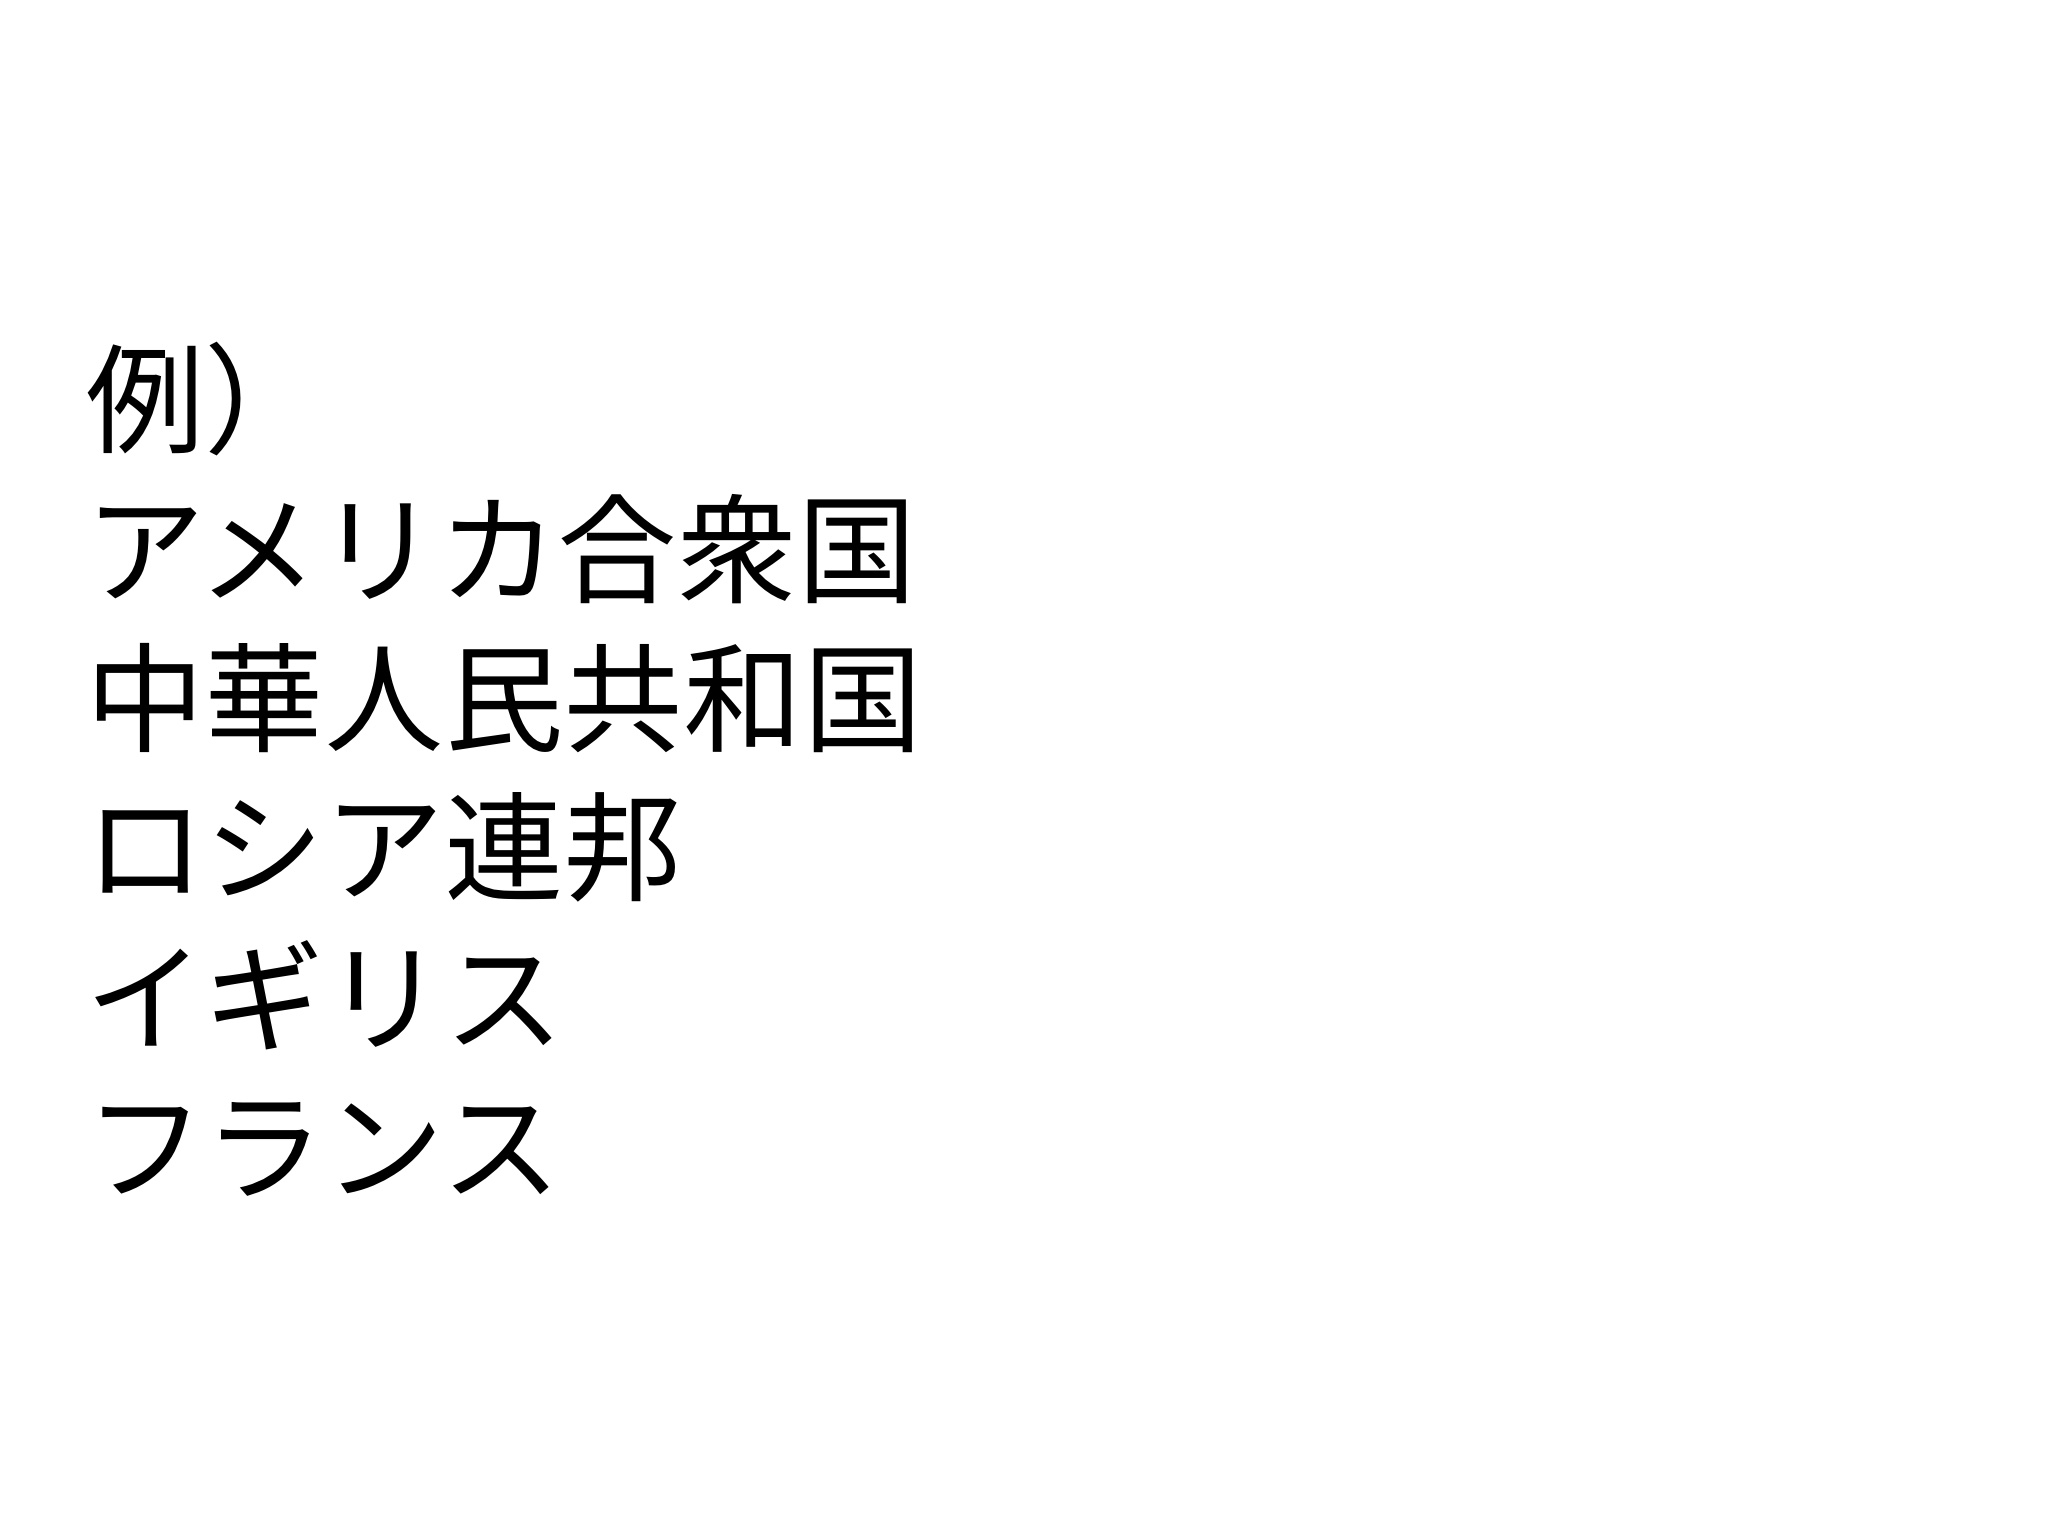 例）
アメリカ合衆国
中華人民共和国
ロシア連邦
イギリス
フランス